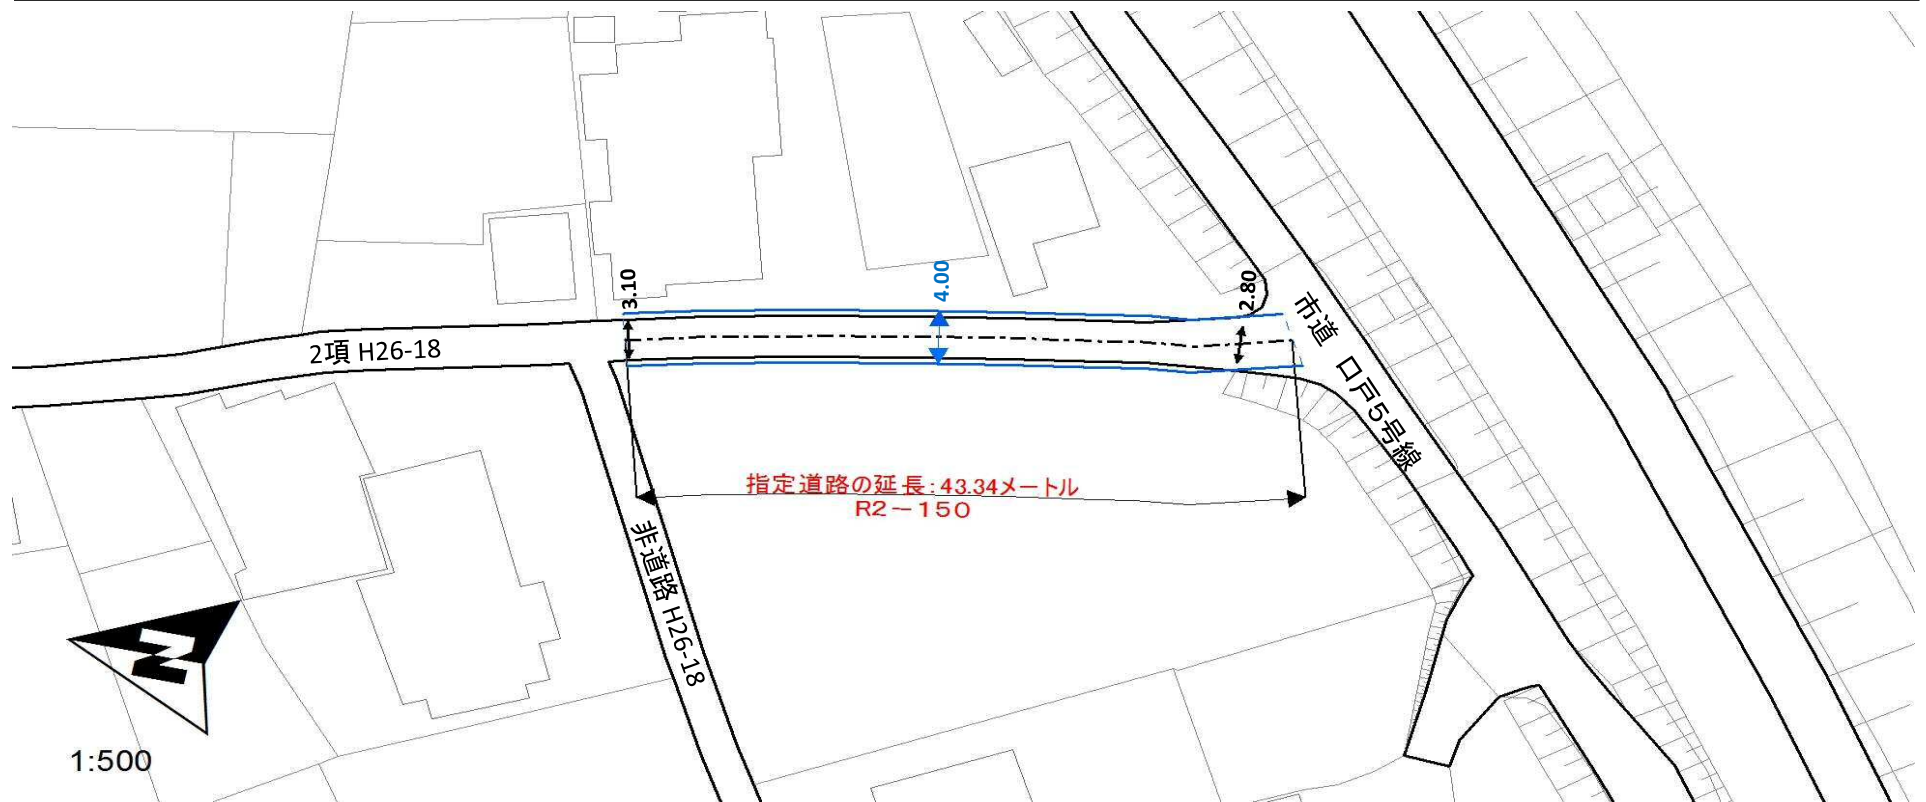 3.10
4.00
2.80
2項 H26-18
市道 口戸5号線
指定道路の延長:43.34メートル
R2-150
非道路 H26-18
N
1:500